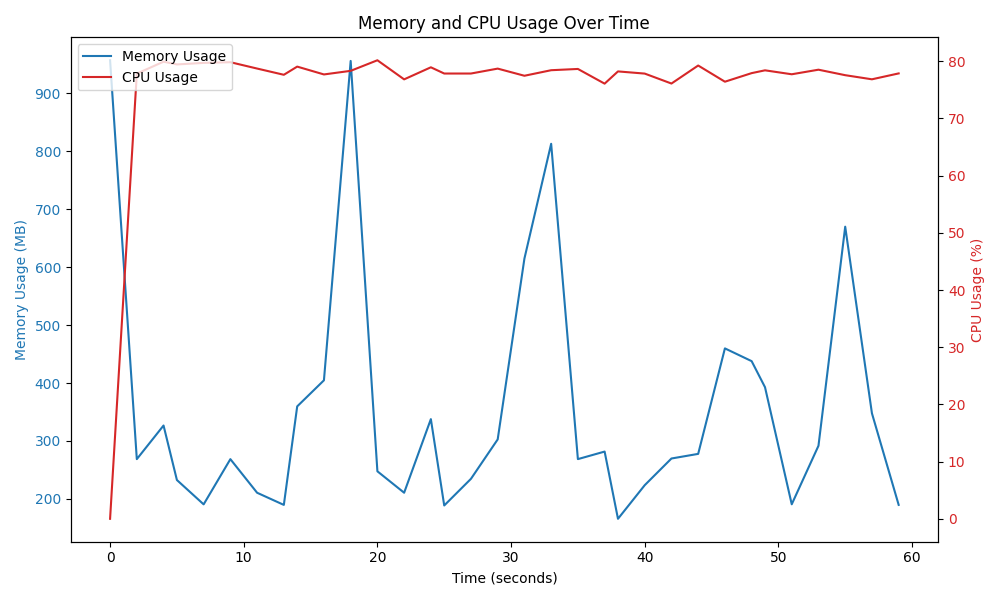 Memory and CPU Usage Over Time
Memory Usage
CPU Usage
Memory Usage (MB)
900
800
700
600
500
400
300
200
CPU Usage (%)
80
70
60
50
40
30
20
10
0
0 10 20 30 40 50 60
Time (seconds)